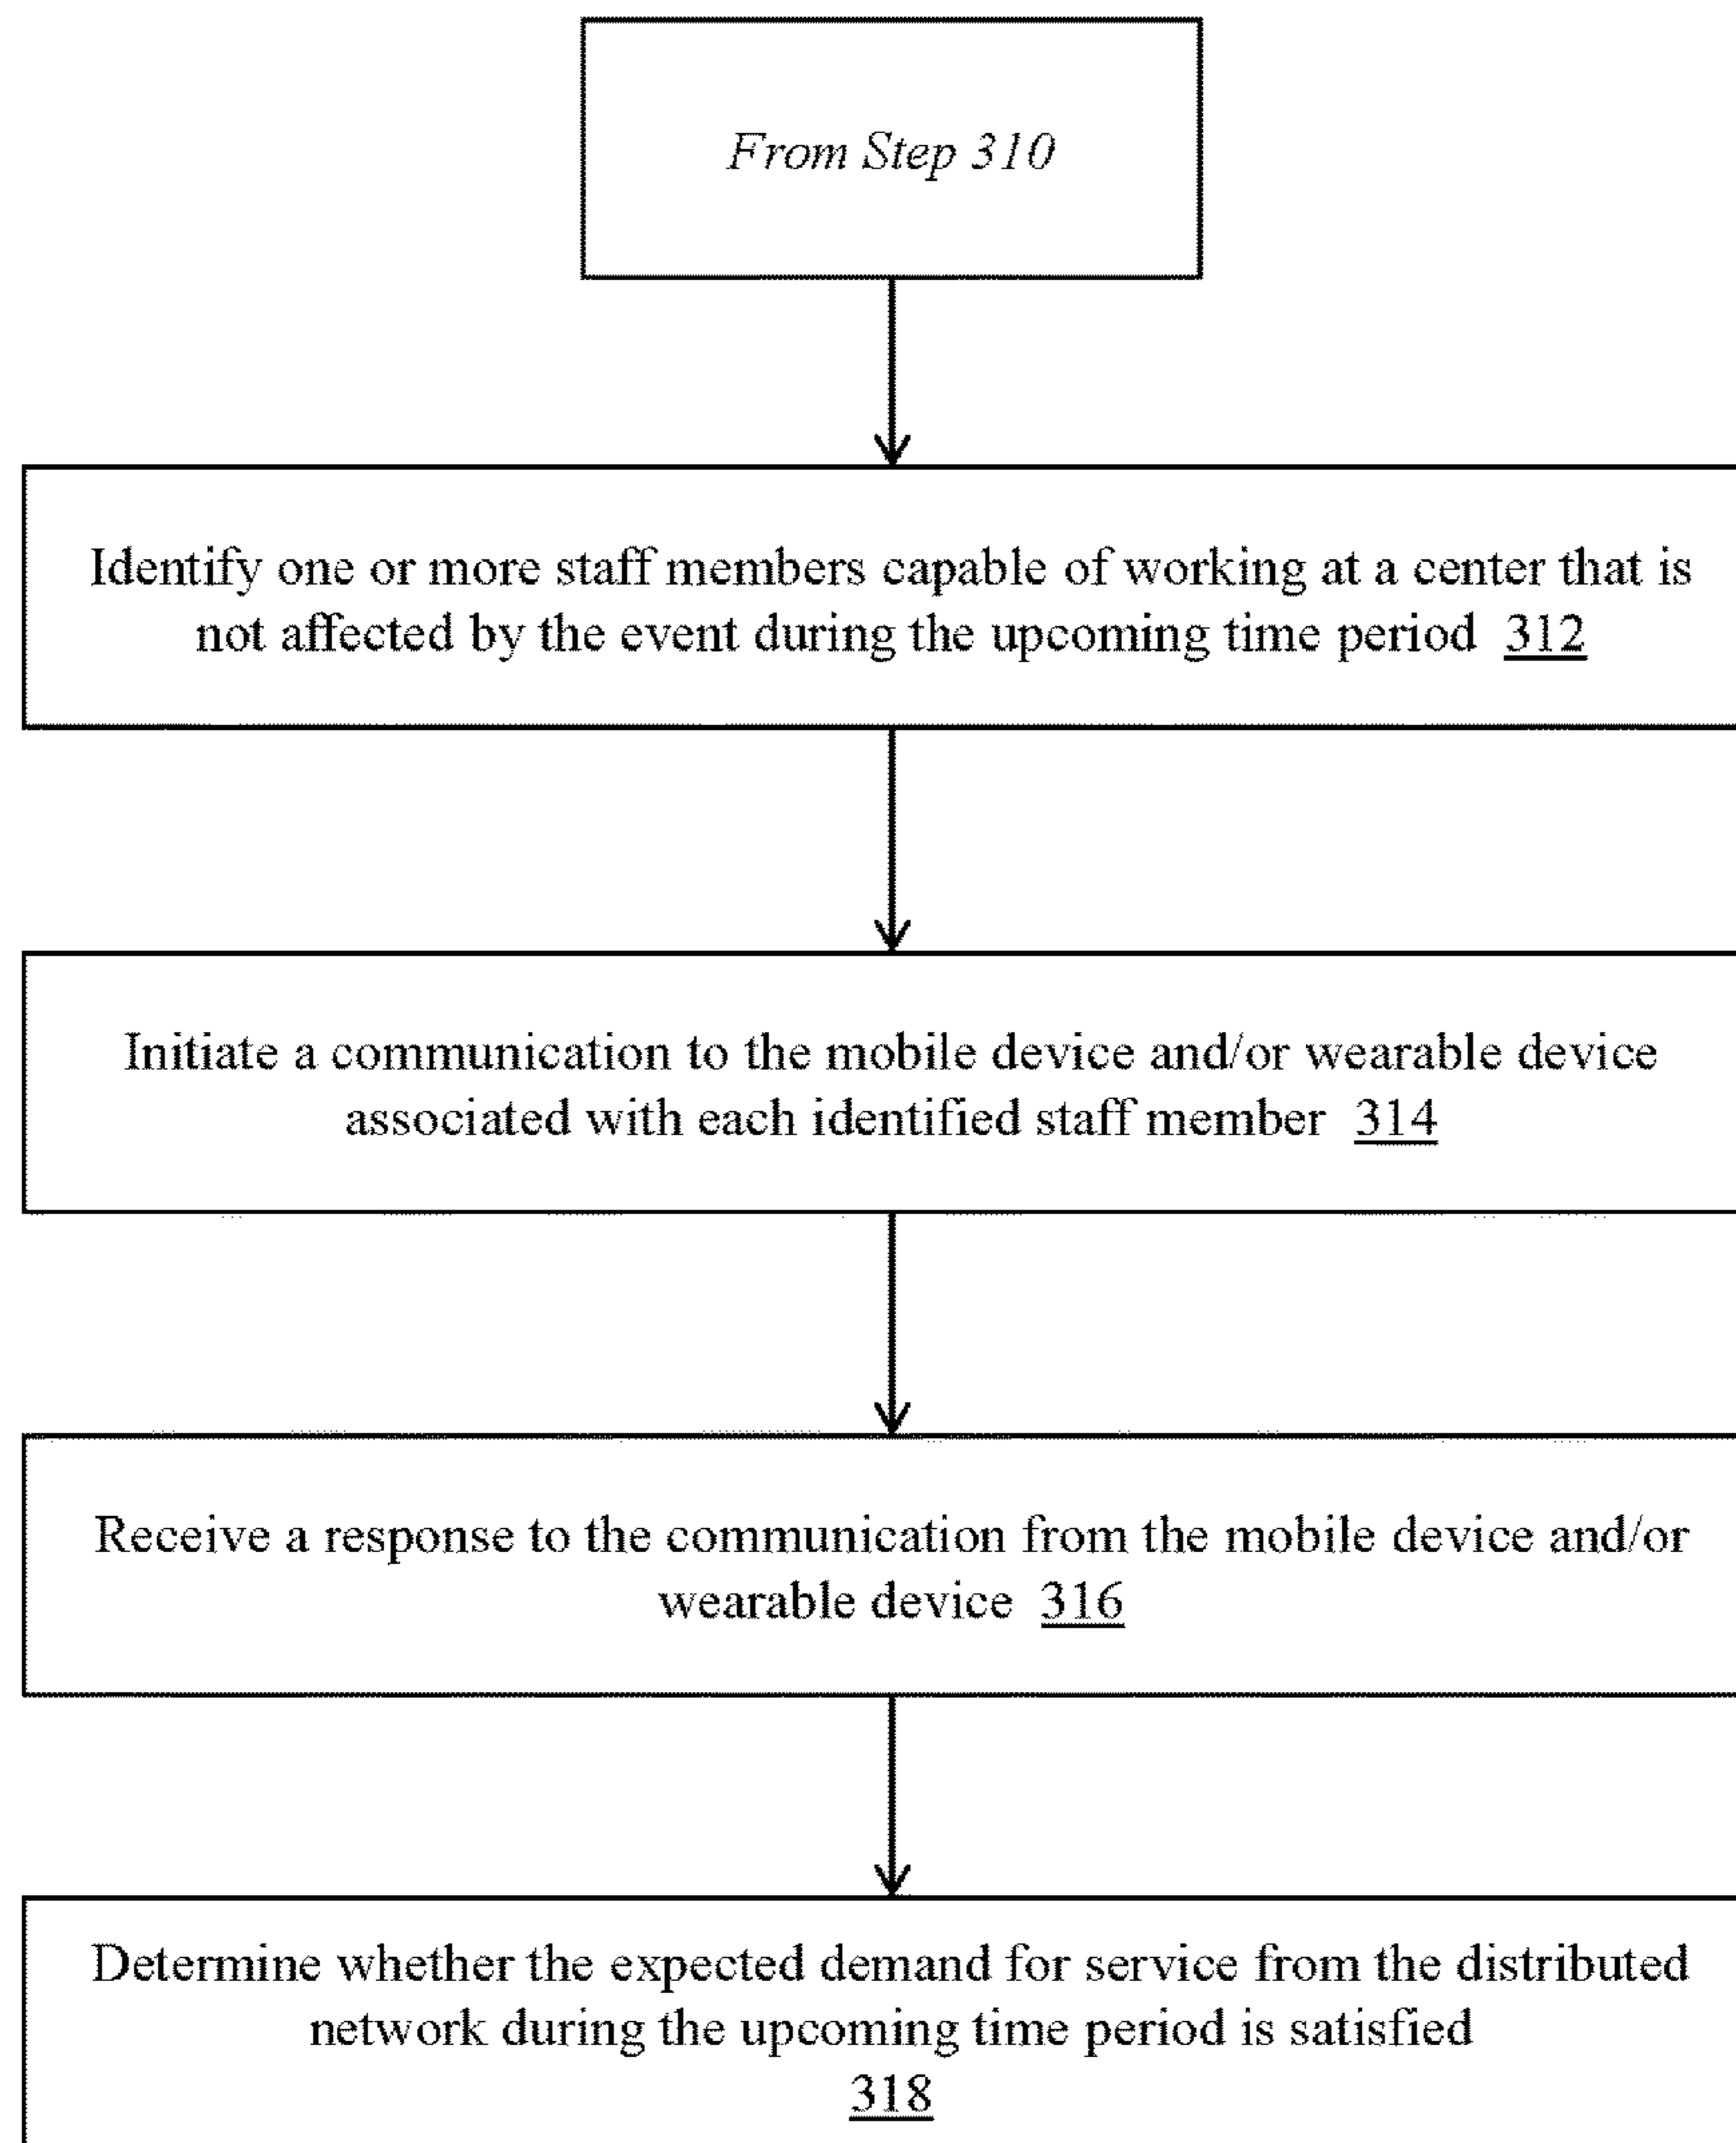 From Step 310
Identify one or more staff members capable of working at a center that is
not affected by the event during the upcoming time period 312
Initiate a communication to the mobile device and/or wearable device
associated with each identified staff member 314
Receive a response to the communication from the mobile device and/or
wearable device 316
Determine whether the expected demand for service from the distributed
network during the upcoming time period is satisfied
318